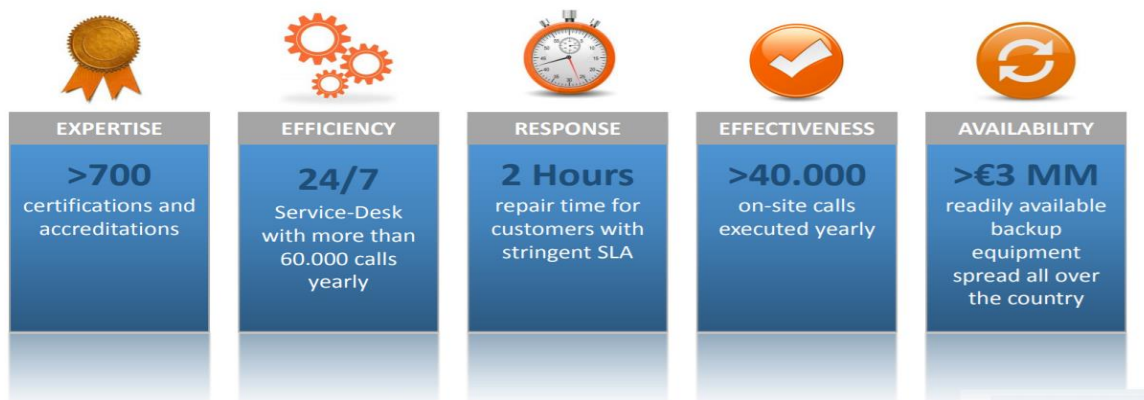 EXPERTISE
>700
certifications and
accreditations
EFFICIENCY
24/7
Service-Desk
with more than
60.000 calls
yearly
RESPONSE
2 Hours
repair time for
customers with
stringent SLA
EFFECTIVENESS
>40.000
on-site calls
executed yearly
AVAILABILITY
>€3 MM
readily available
backup
equipment
spread all over
the country